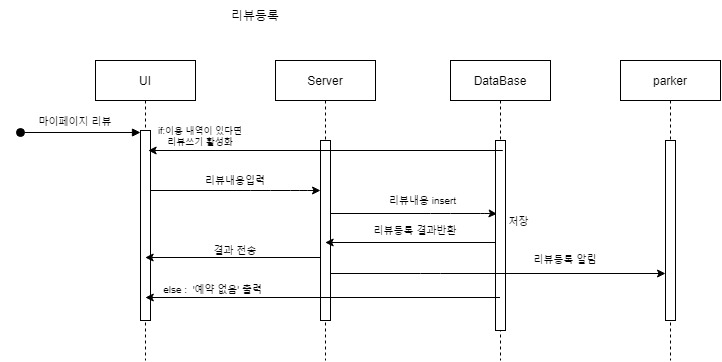 리뷰등록
UI
Server
DataBase
parker
마이페이지 리뷰
if:이용 내역이 있다면
리뷰쓰기 활성화
리뷰내용입력
리뷰내용 insert
저장
리뷰등록 결과반환
결과 전송
리뷰등록 알림
else : '예약 없음' 출력